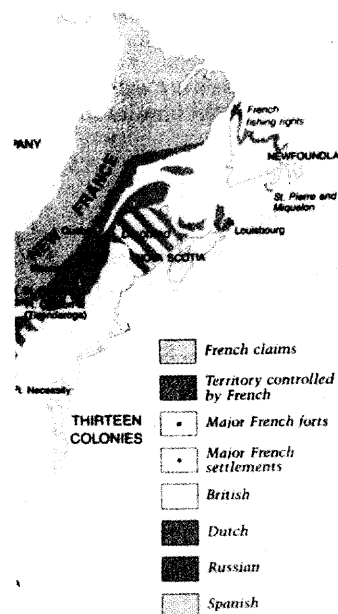 French
fishing rights
PANY
NEWFOUNDLA
St. Pierre and
Miquelon
NEW FRANCE
Louisbourg
NOVA SCOTIA
(Ticonderoga)
t. Necessity
French claims
Territory controlled
by French
THIRTEEN
COLONIES
Major French forts
Major French
settlements
British
Dutch
Russian
Spanish